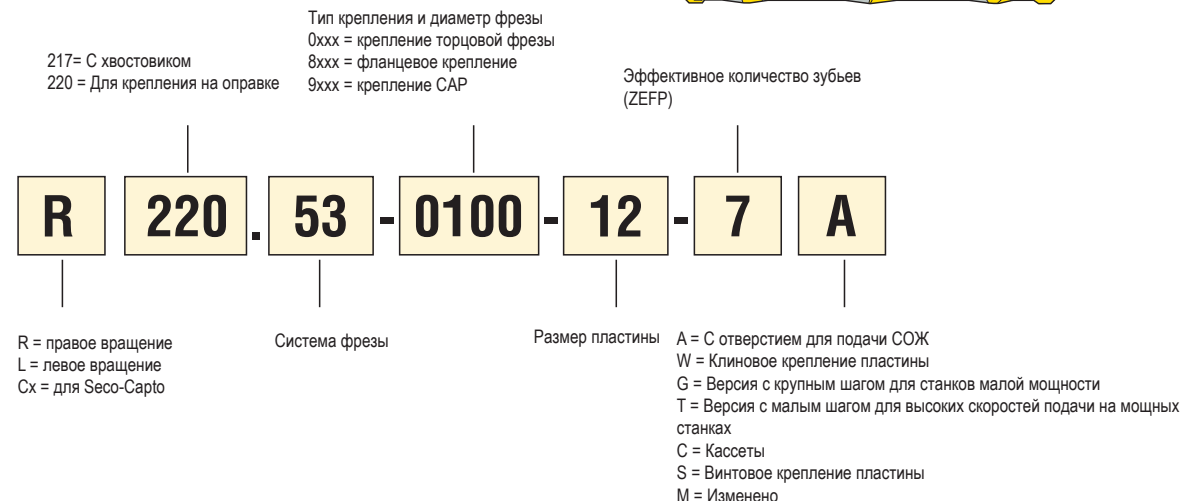 Тип крепления и диаметр фрезы
0xxx = крепление торцовой фрезы
8xxx = фланцевое крепление
9xxx = крепление CAP
217= С хвостовиком
220 = Для крепления на оправке
Эффективное количество зубьев
(ZEFP)
R 220 . 53 - 0100 - 12 - 7 A
R = правое вращение
L = левое вращение
Cx = для Seco-Capto
Система фрезы
Размер пластины
A = С отверстием для подачи СОЖ
W = Клиновое крепление пластины
G = Версия с крупным шагом для станков малой мощности
T = Версия с малым шагом для высоких скоростей подачи на мощных
станках
C = Кассеты
S = Винтовое крепление пластины
M = Изменено